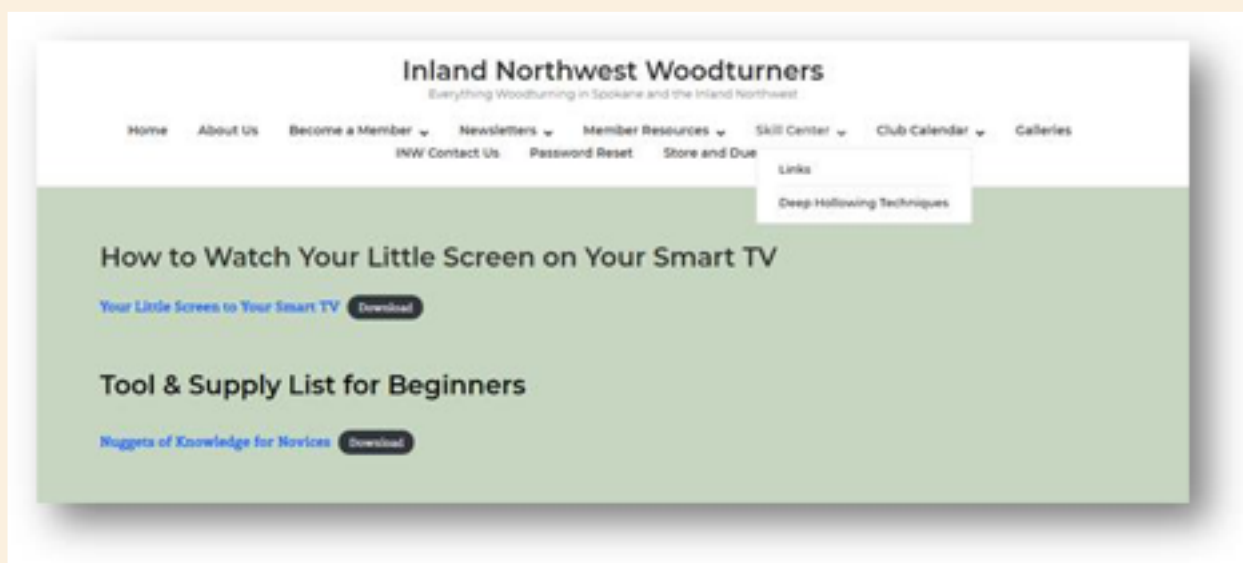 Inland Northwest Woodturners
Everything Woodturning in Spokane and the Inland Northwest
Home About Us Become a Member Newsletters Member Resources Skill Center Club Calendar Galleries
INW Contact Us Password Reset Store and Due
Links
Deep Hollowing Techniques
How to Watch Your Little Screen on Your Smart TV
Your Little Screen to Your Smart TV Download
Tool & Supply List for Beginners
Nuggets of Knowledge for Novices Download